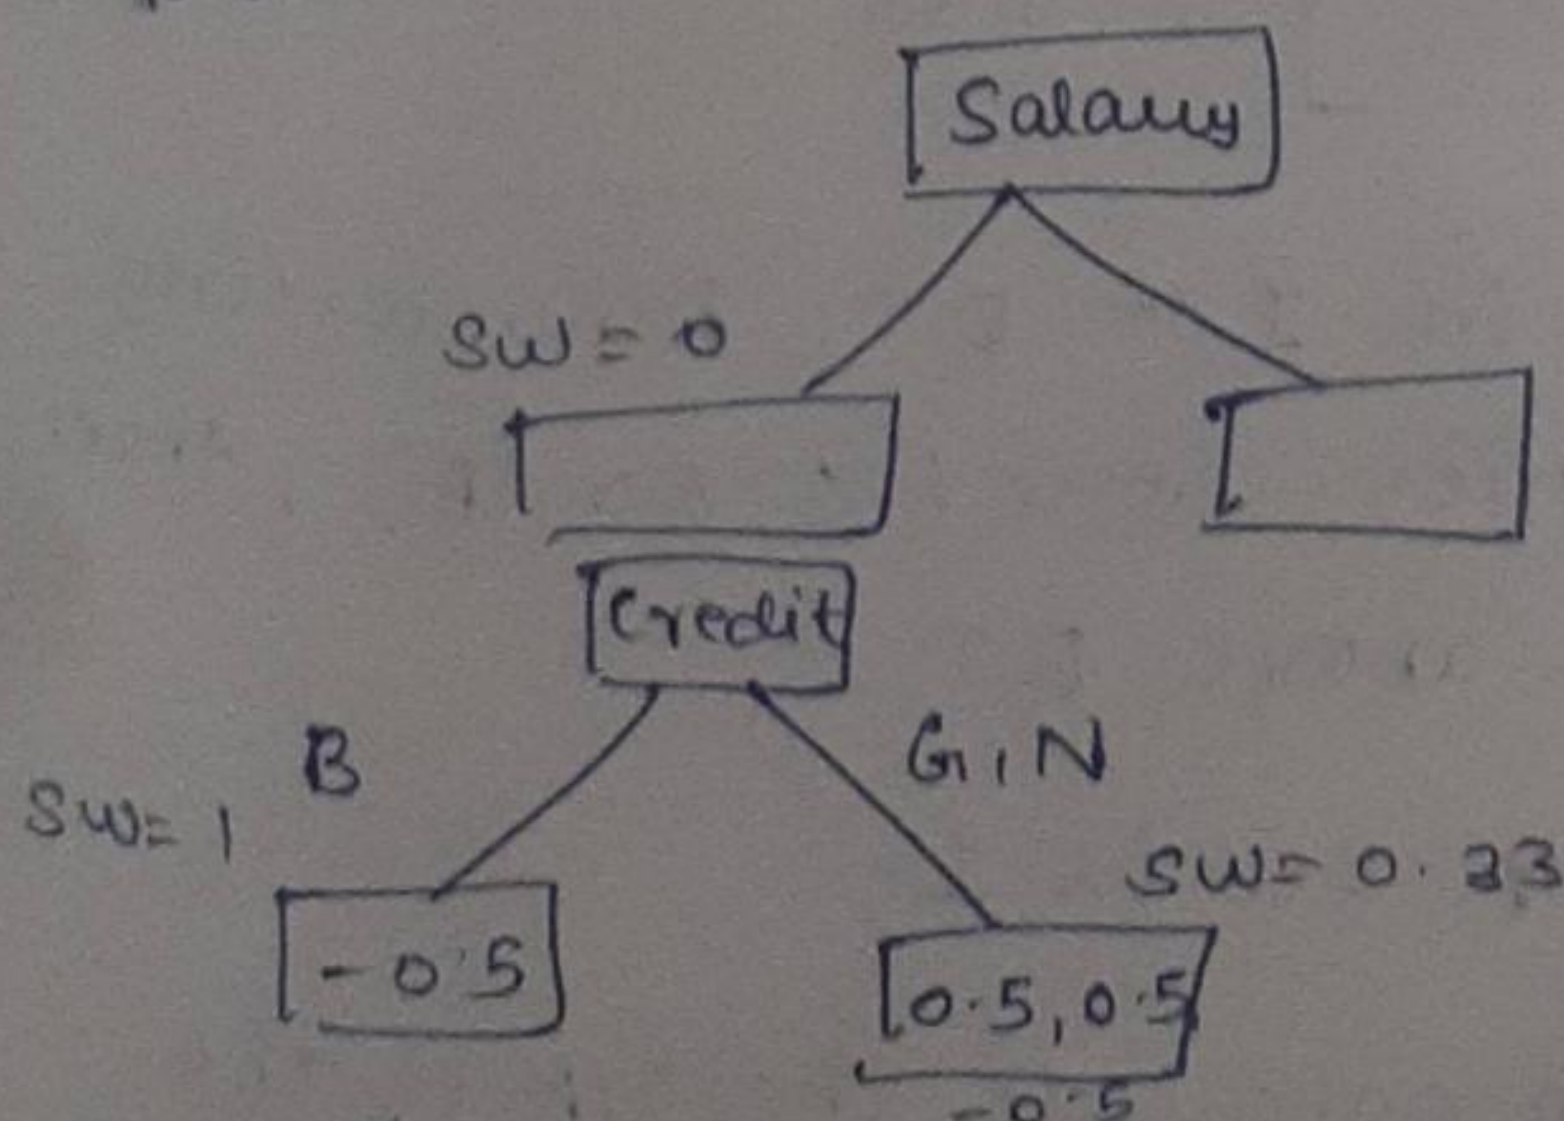 Salary
SW = 0
Credit
B
G, N
SW = 1
SW = 0.33
-0.5
0.5, 0.5
-0.5